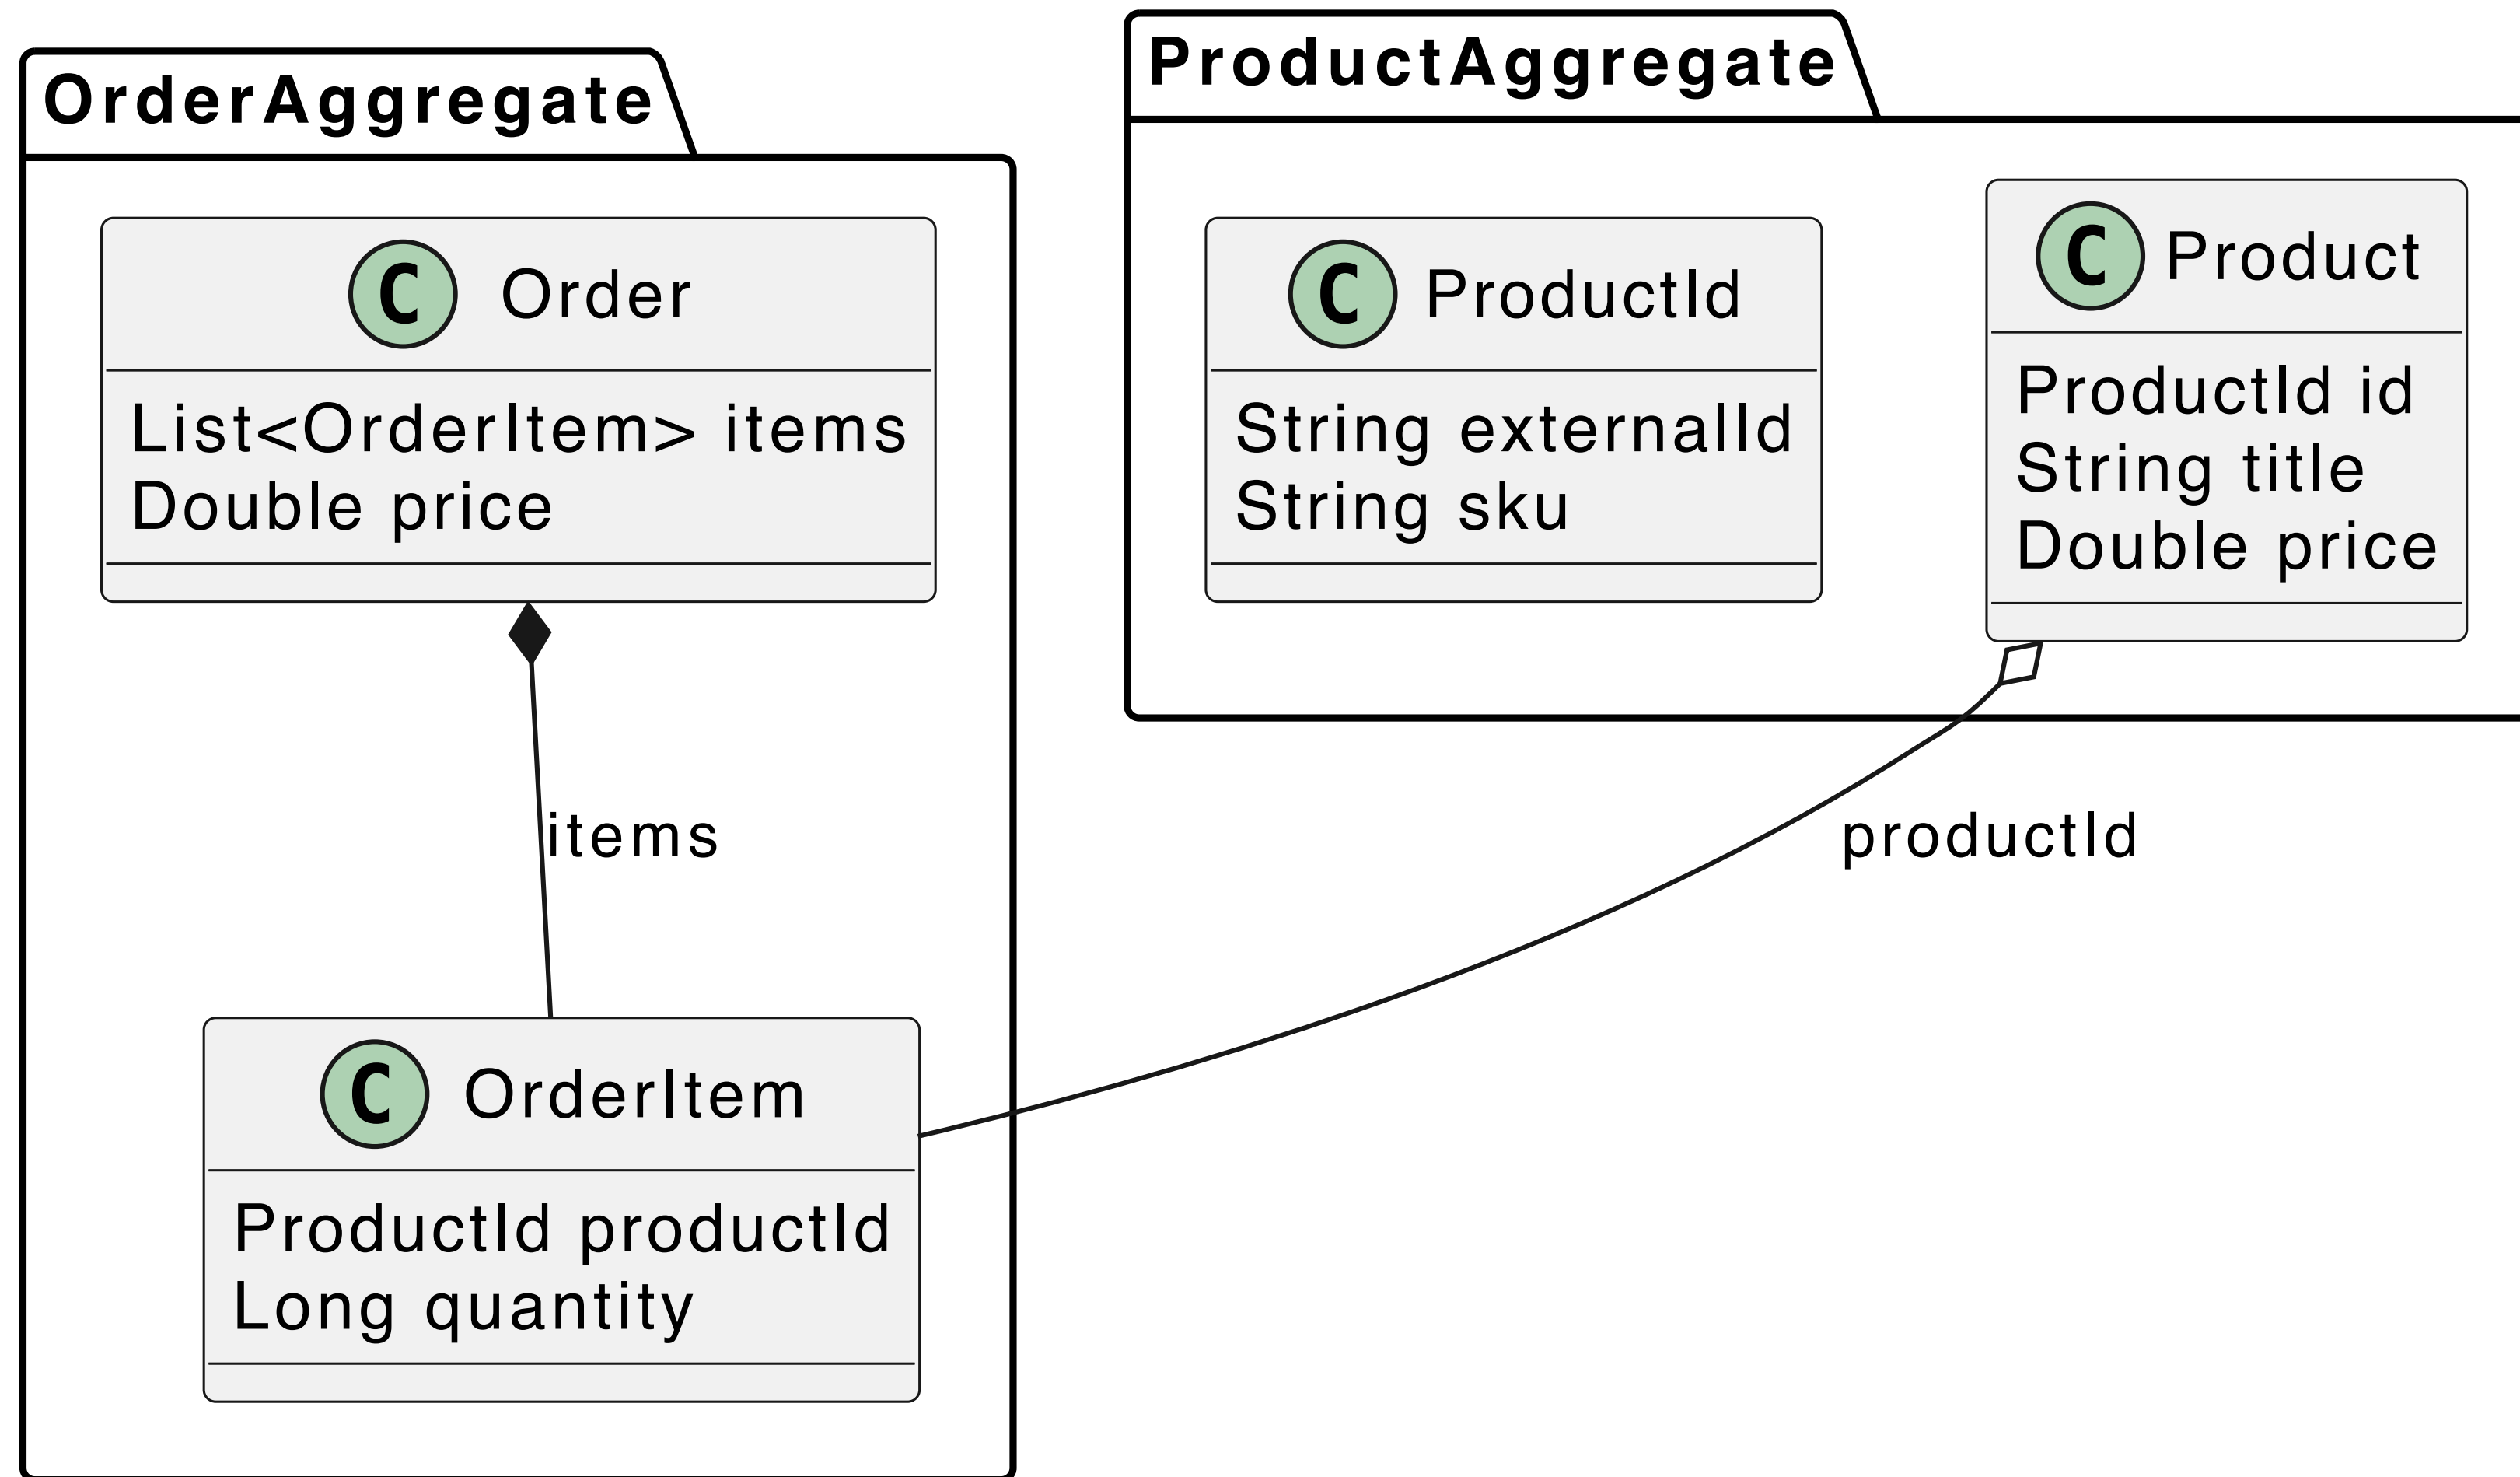 OrderAggregate
C Order
List<OrderItem> items
Double price
items
C OrderItem
ProductId productId
Long quantity
ProductAggregate
C ProductId
String externalId
String sku
C Product
ProductId id
String title
Double price
productId